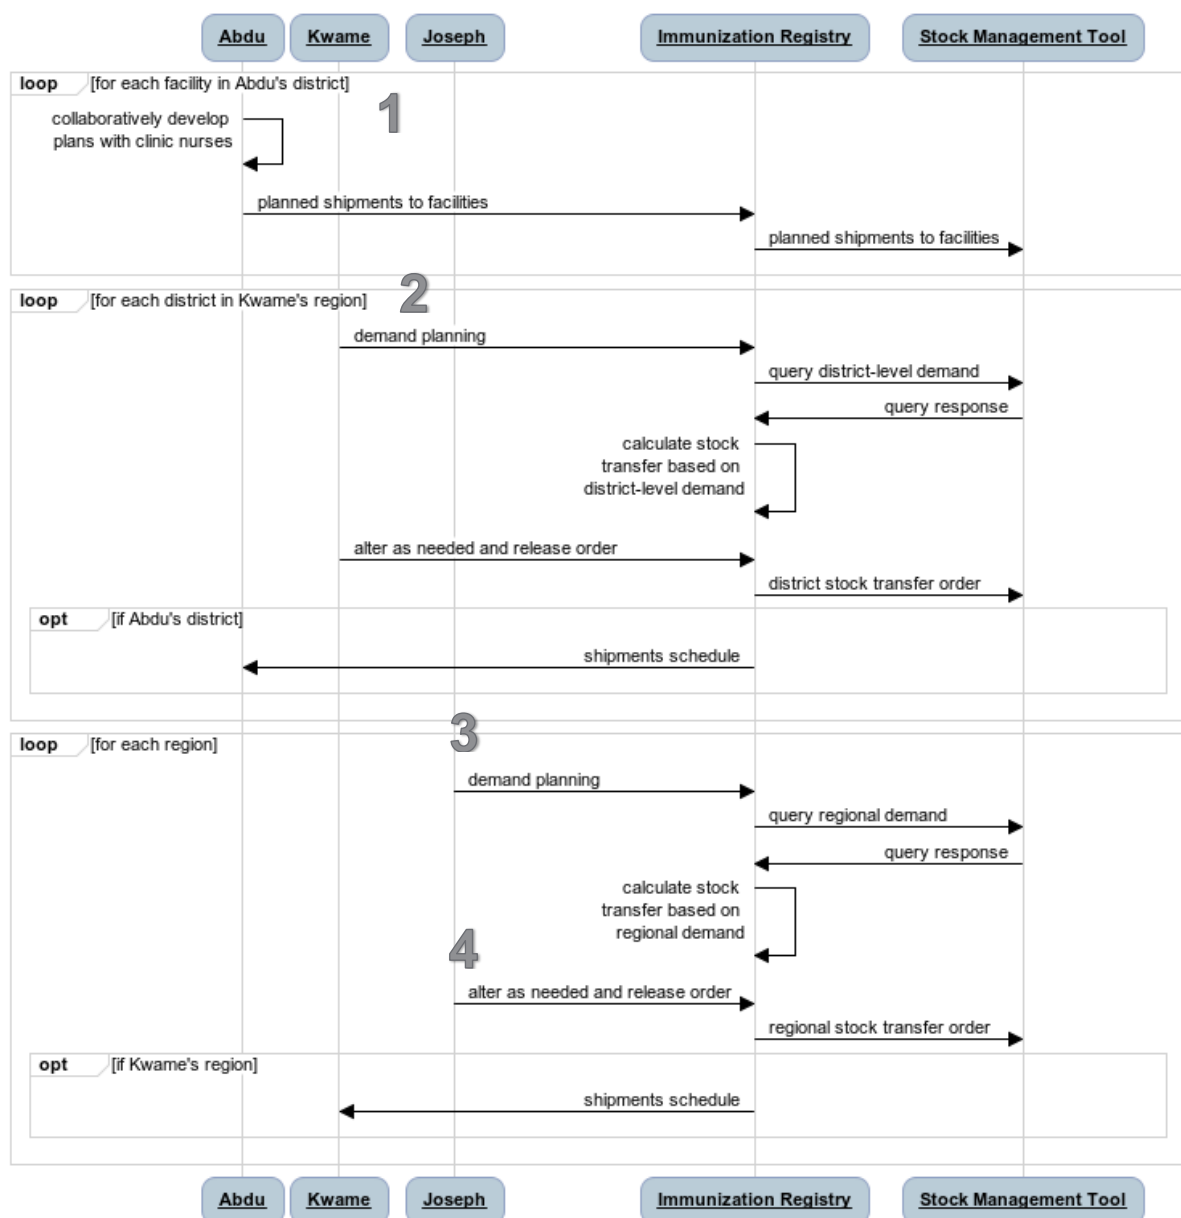 Abdu Kwame Joseph Immunization Registry Stock Management Tool
loop [for each facility in Abdu's district]
1
collaboratively develop
plans with clinic nurses
planned shipments to facilities
planned shipments to facilities
2
loop [for each district in Kwame's region]
demand planning
query district-level demand
query response
calculate stock
transfer based on
district-level demand
alter as needed and release order
district stock transfer order
opt [if Abdu's district]
shipments schedule
3
loop [for each region]
demand planning
query regional demand
query response
calculate stock
transfer based on
regional demand
4
alter as needed and release order
regional stock transfer order
opt [if Kwame's region]
shipments schedule
Abdu Kwame Joseph Immunization Registry Stock Management Tool